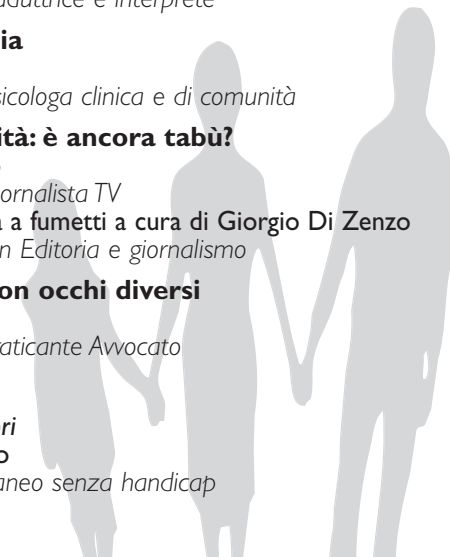 aduttrice e interprete
ia
sicologa clinica e di comunità
ità: è ancora tabù?
ornalista TV
a a fumetti a cura di Giorgio Di Zenzo
n Editoria e giornalismo
on occhi diversi
raticante Avvocato
ri
o
aneo senza handicap